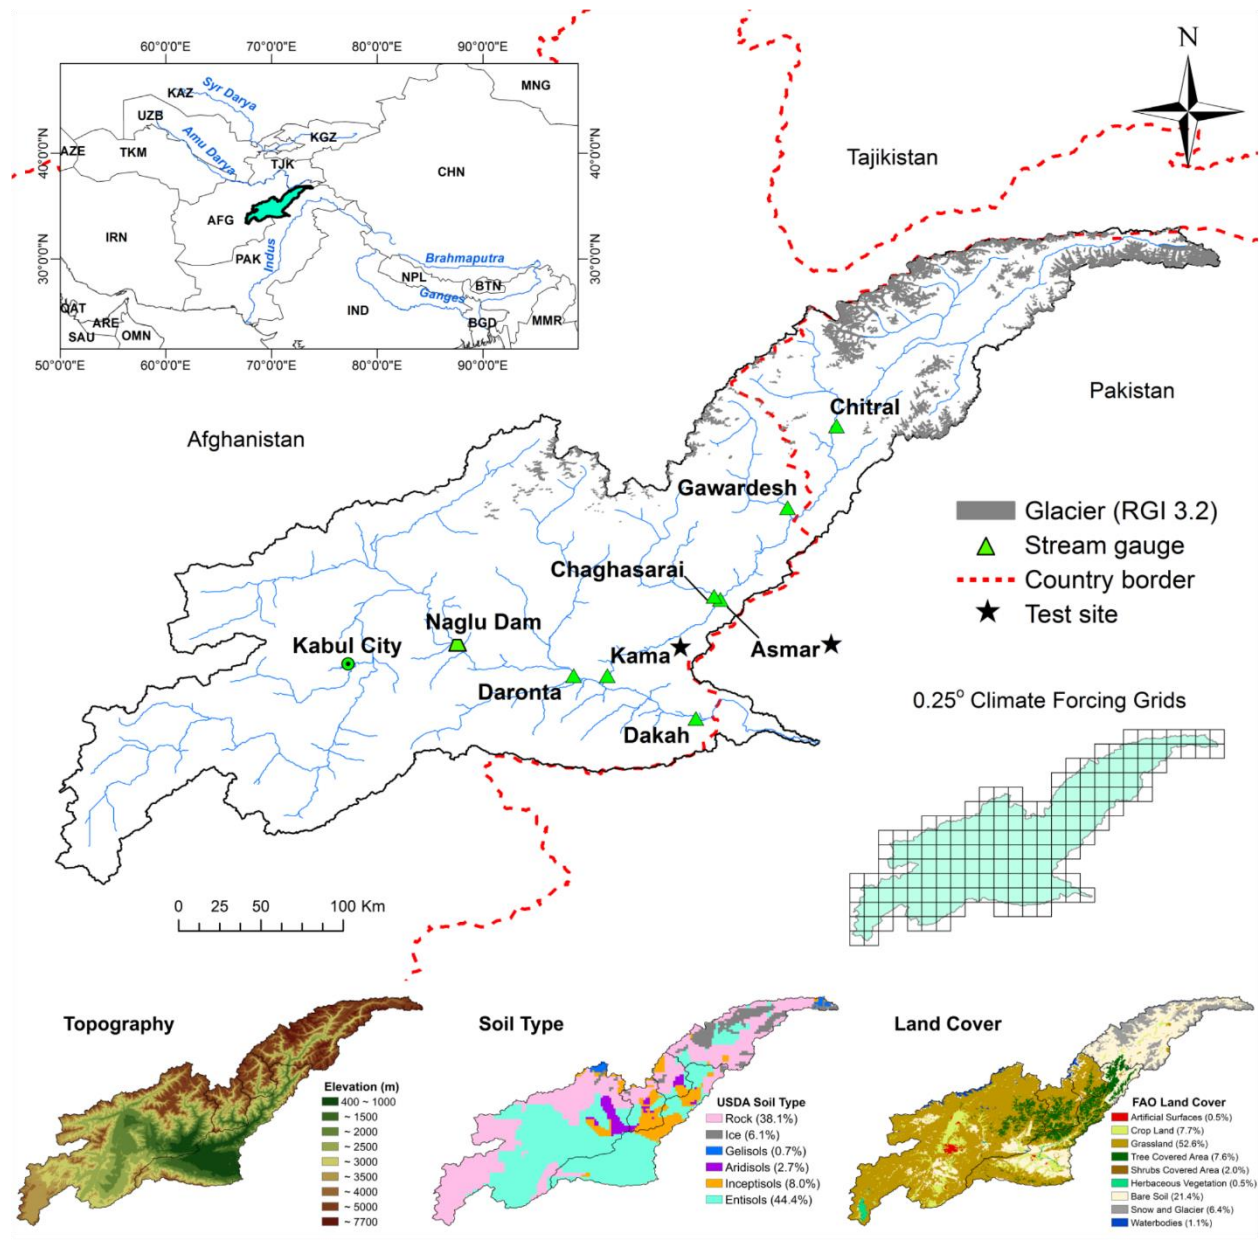 60°0'0"E 70°0'0"E 80°0'0"E 90°0'0"E
N
MNG
KAZ
Syr Darya
UZB
KGZ
Amu Darya
AZE
TKM
TJK
40°0'0"N
40°0'0"N
CHN
Tajikistan
AFG
IRN
PAK
Indus
30°0'0"N
30°0'0"N
Brahmaputra
NPL
BTN
Ganges
QAT
IND
BGD
MMR
ARE
SAU
OMN
50°0'0"E 60°0'0"E 70°0'0"E 80°0'0"E 90°0'0"E
Pakistan
Afghanistan
Chitral
Gawardesh
Glacier (RGI 3.2)
Stream gauge
Country border
Test site
Chaghasarai
Naglu Dam
Kabul City
Kama
Asmar
Daronta
Dakah
0.25° Climate Forcing Grids
0 25 50 100 Km
Topography
Elevation (m)
400 ~ 1000
~ 1500
~ 2000
~ 2500
~ 3000
~ 3500
~ 4000
~ 5000
~ 7700
Soil Type
USDA Soil Type
Rock (38.1%)
Ice (6.1%)
Gelisols (0.7%)
Aridisols (2.7%)
Inceptisols (8.0%)
Entisols (44.4%)
Land Cover
FAO Land Cover
Artificial Surfaces (0.5%)
Crop Land (7.7%)
Grassland (52.6%)
Tree Covered Area (7.6%)
Shrubs Covered Area (2.0%)
Herbaceous Vegetation (0.5%)
Bare Soil (21.4%)
Snow and Glacier (6.4%)
Waterbodies (1.1%)